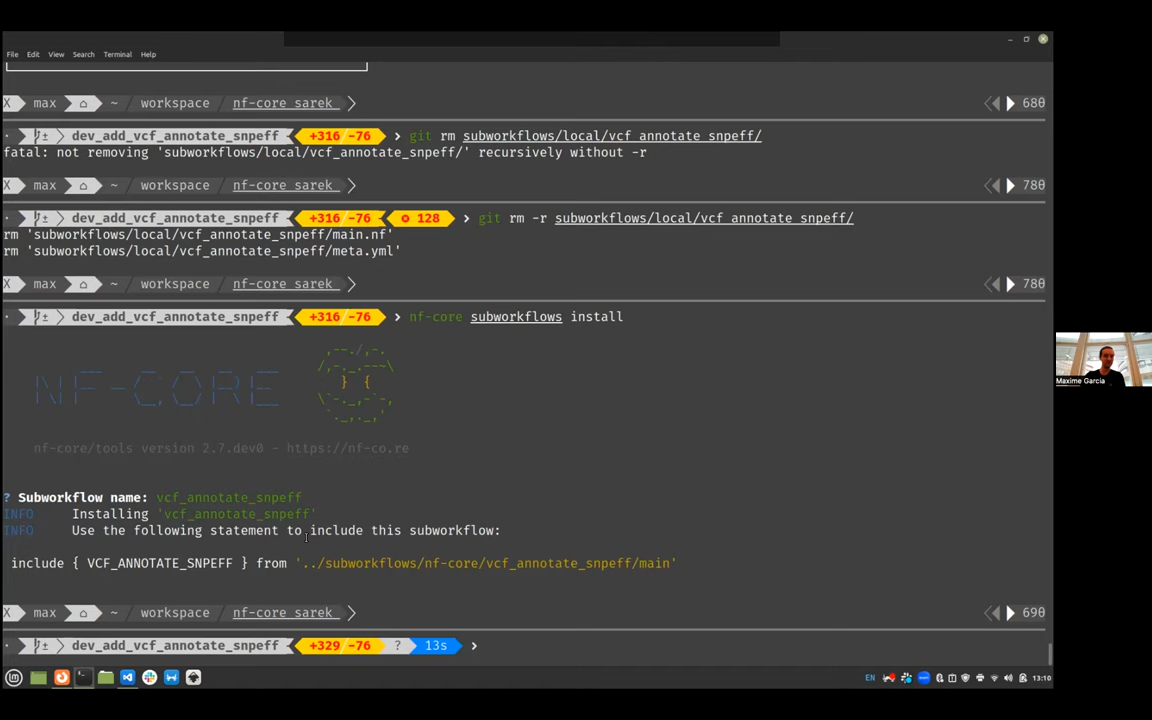 File Edit View Search Terminal Help
X max ~ workspace nf-core sarek 680
dev_add_vcf_annotate_snpeff +316 -76 git rm subworkflows/local/vcf_annotate_snpeff/
fatal: not removing 'subworkflows/local/vcf_annotate_snpeff/' recursively without -r
X max ~ workspace nf-core sarek 780
dev_add_vcf_annotate_snpeff +316 -76 128 git rm -r subworkflows/local/vcf_annotate_snpeff/
rm 'subworkflows/local/vcf_annotate_snpeff/main.nf'
rm 'subworkflows/local/vcf_annotate_snpeff/meta.yml'
X max ~ workspace nf-core sarek 780
dev_add_vcf_annotate_snpeff +316 -76 nf-core subworkflows install
NF-CORE
nf-core/tools version 2.7.dev0 - https://nf-co.re
? Subworkflow name: vcf_annotate_snpeff
INFO Installing 'vcf_annotate_snpeff'
INFO Use the following statement to include this subworkflow:
include { VCF_ANNOTATE_SNPEFF } from '../subworkflows/nf-core/vcf_annotate_snpeff/main'
X max ~ workspace nf-core sarek 690
dev_add_vcf_annotate_snpeff +329 -76 ? 13s
Maxime Garcia
EN 13:10